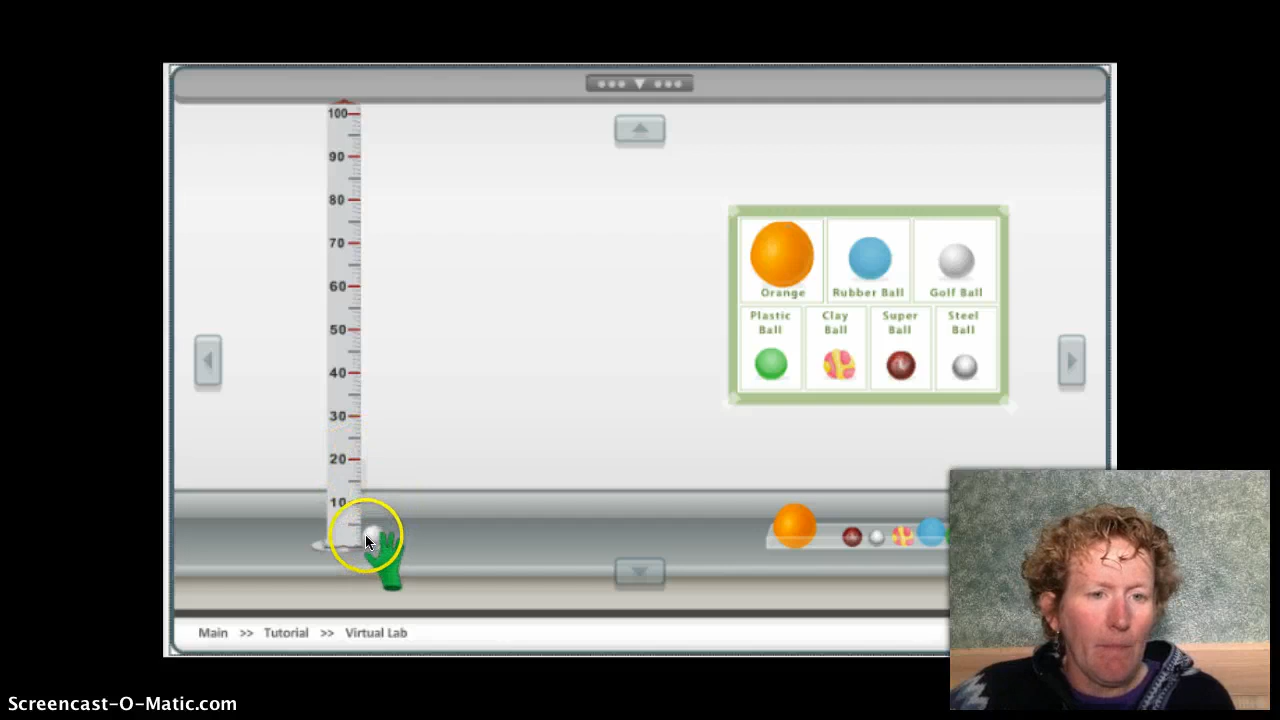 100
90
80
70
60
50
40
30
20
10
Orange Rubber Ball Golf Ball
Plastic Clay Super Steel
Ball Ball Ball Ball
Main >> Tutorial >> Virtual Lab
Screencast-O-Matic.com